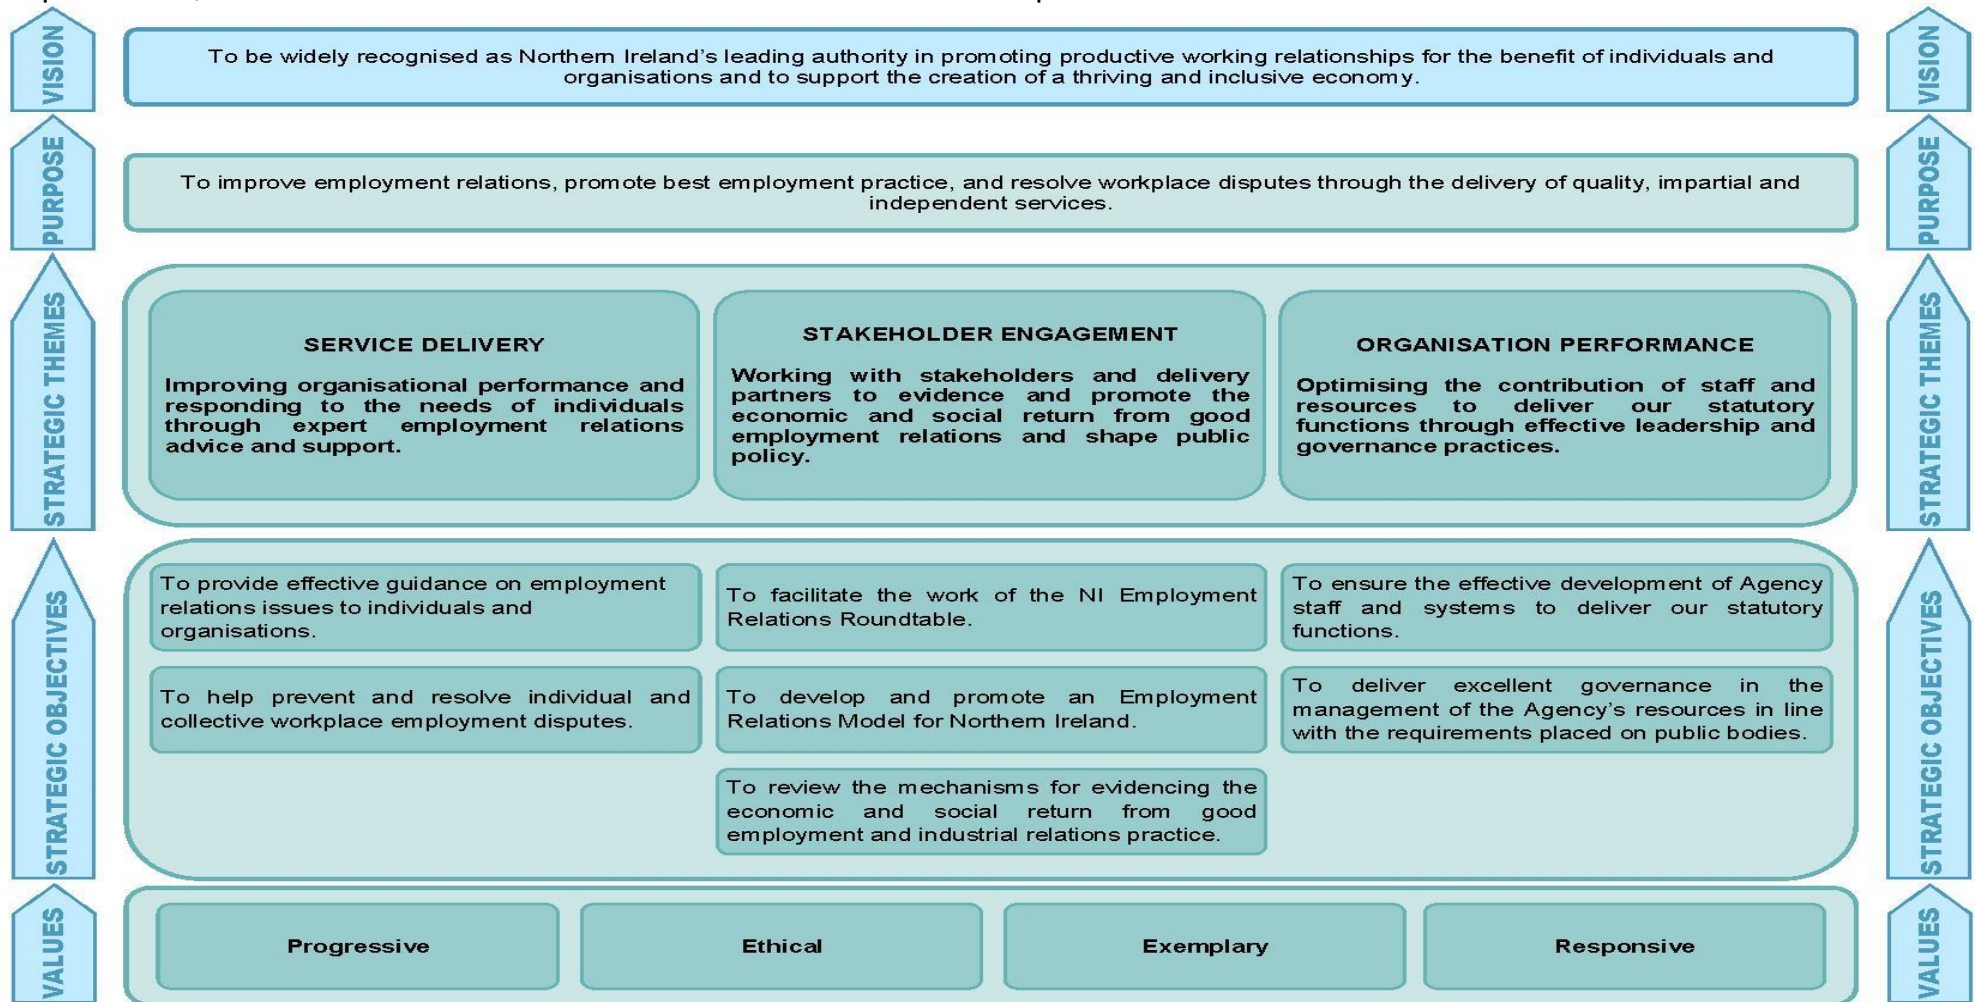 VISION
To be widely recognised as Northern Ireland's leading authority in promoting productive working relationships for the benefit of individuals and
organisations and to support the creation of a thriving and inclusive economy.
VISION
PURPOSE
To improve employment relations, promote best employment practice, and resolve workplace disputes through the delivery of quality, impartial and
independent services.
PURPOSE
STRATEGIC THEMES
SERVICE DELIVERY
Improving organisational performance and
responding to the needs of individuals
through expert employment relations
advice and support.
STAKEHOLDER ENGAGEMENT
Working with stakeholders and delivery
partners to evidence and promote the
economic and social return from good
employment relations and shape public
policy.
ORGANISATION PERFORMANCE
Optimising the contribution of staff and
resources to deliver our statutory
functions through effective leadership and
governance practices.
STRATEGIC THEMES
STRATEGIC OBJECTIVES
To provide effective guidance on employment
relations issues to individuals and
organisations.
To help prevent and resolve individual and
collective workplace employment disputes.
To facilitate the work of the NI Employment
Relations Roundtable.
To develop and promote an Employment
Relations Model for Northern Ireland.
To review the mechanisms for evidencing the
economic and social return from good
employment and industrial relations practice.
To ensure the effective development of Agency
staff and systems to deliver our statutory
functions.
To deliver excellent governance in the
management of the Agency's resources in line
with the requirements placed on public bodies.
STRATEGIC OBJECTIVES
VALUES
Progressive
Ethical
Exemplary
Responsive
VALUES